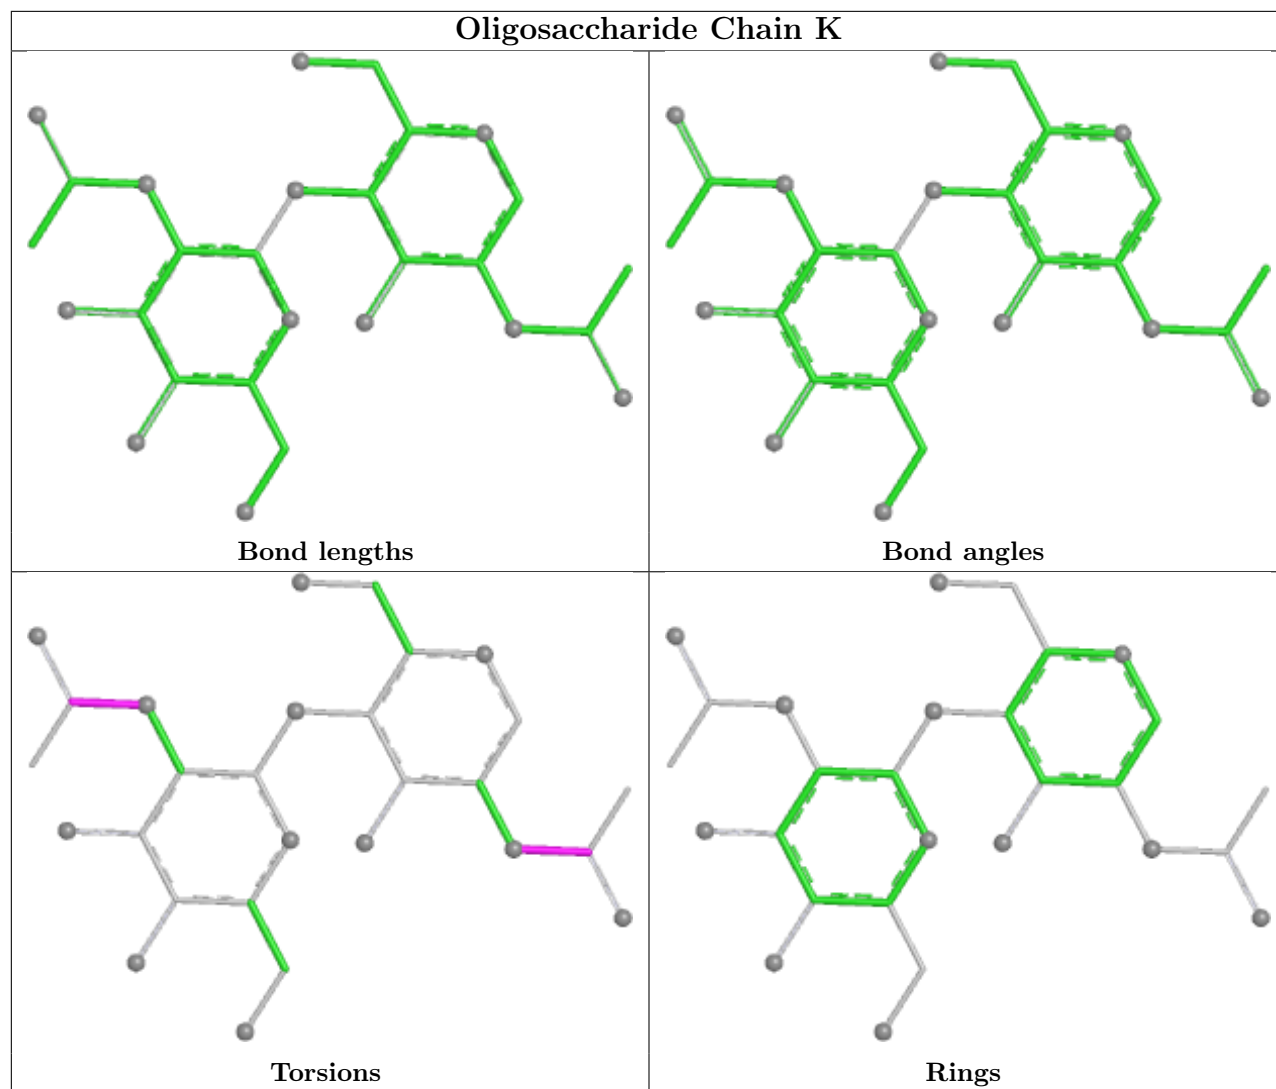 Oligosaccharide Chain K
Bond lengths
Bond angles
Torsions
Rings